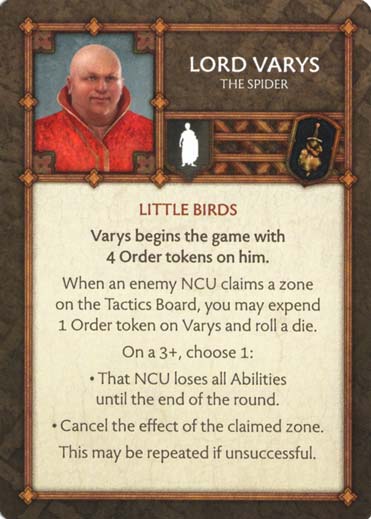 LORD VARYS
THE SPIDER
LITTLE BIRDS
Varys begins the game with
4 Order tokens on him.
When an enemy NCU claims a zone
on the Tactics Board, you may expend
1 Order token on Varys and roll a die.
On a 3+, choose 1:
• That NCU loses all Abilities
until the end of the round.
• Cancel the effect of the claimed zone.
This may be repeated if unsuccessful.